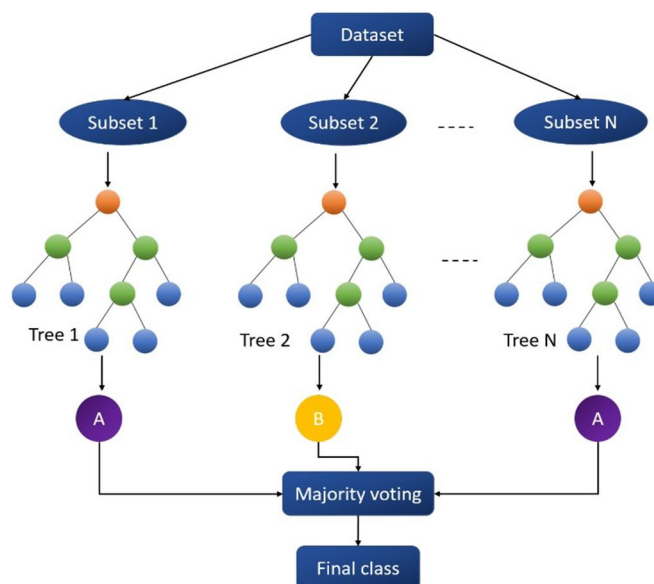 Dataset
Subset 1
Subset 2
Subset N
Tree 1
Tree 2
Tree N
A
B
A
Majority voting
Final class